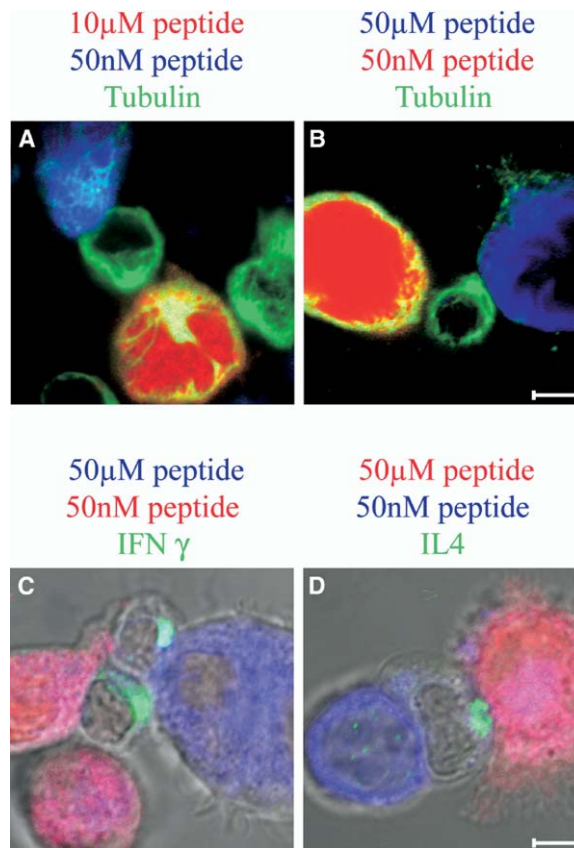 10µM peptide
50nM peptide
Tubulin
50µM peptide
50nM peptide
Tubulin
A
B
50µM peptide
50nM peptide
IFN γ
50µM peptide
50nM peptide
IL4
C
D